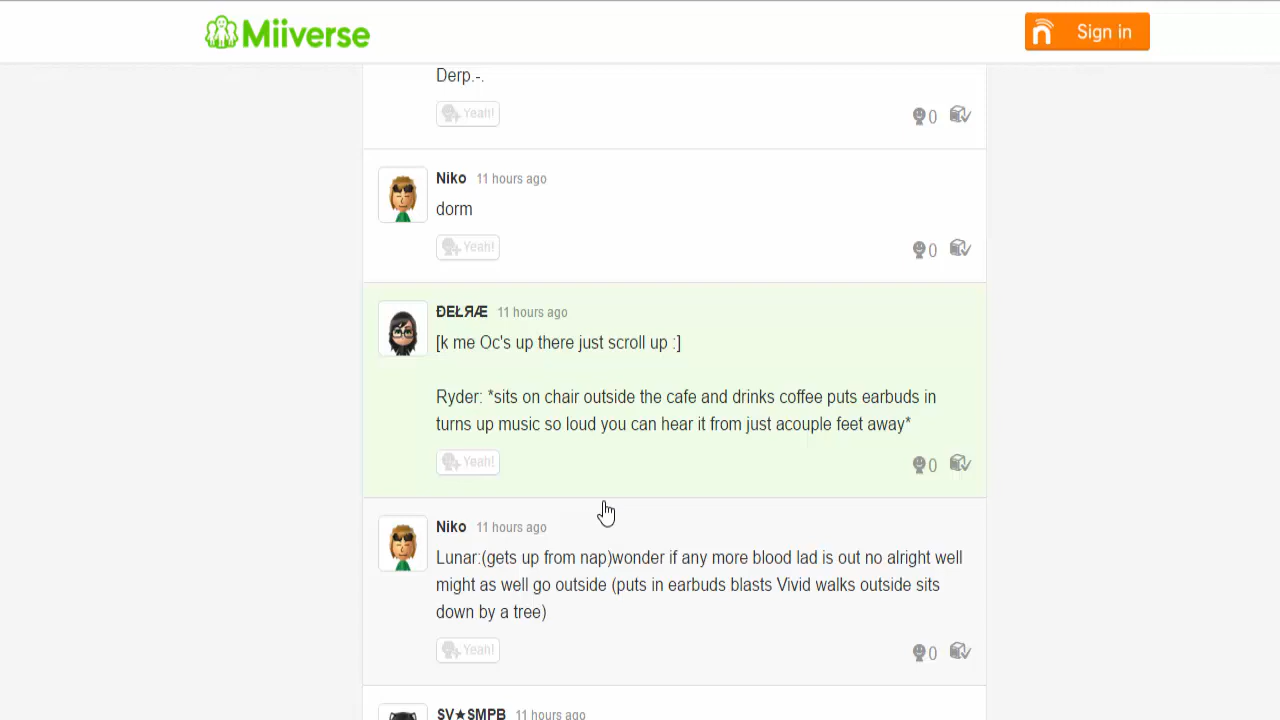 Miiverse
Sign in
Derp.-.
Yeah!
0
Niko 11 hours ago
dorm
Yeah!
0
ÐEŁЯÆ 11 hours ago
[k me Oc's up there just scroll up :]
Ryder: *sits on chair outside the cafe and drinks coffee puts earbuds in
turns up music so loud you can hear it from just acouple feet away*
Yeah!
0
Niko 11 hours ago
Lunar:(gets up from nap)wonder if any more blood lad is out no alright well
might as well go outside (puts in earbuds blasts Vivid walks outside sits
down by a tree)
Yeah!
0
SV★SMPB 11 hours ago